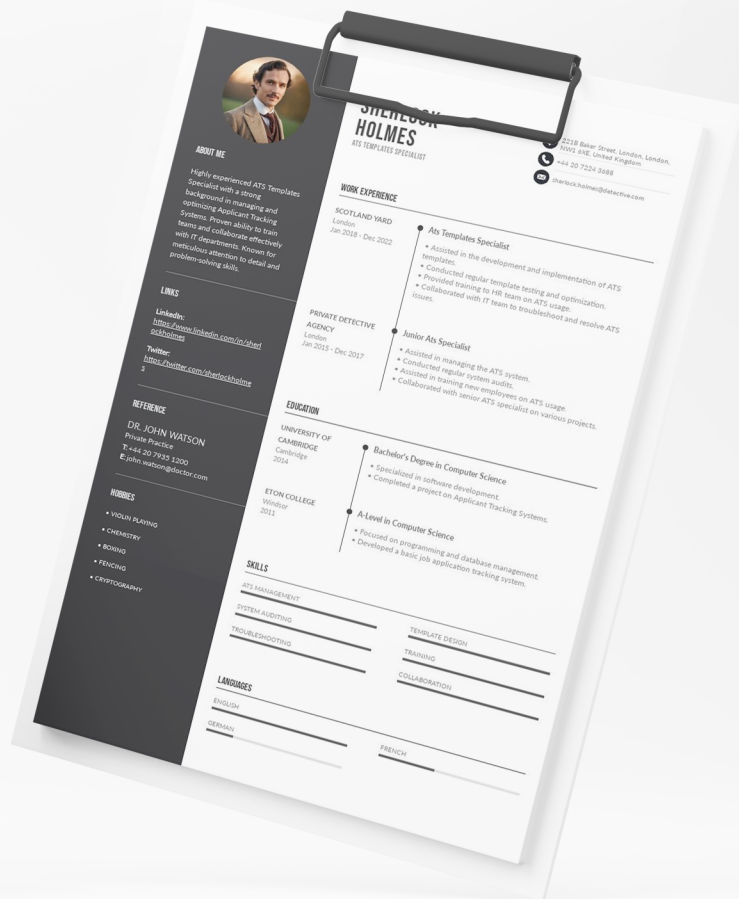 ABOUT ME
Highly experienced ATS Templates
Specialist with a strong
background in managing and
optimizing Applicant Tracking
Systems. Proven ability to train
teams and collaborate effectively
with IT departments. Known for
meticulous attention to detail and
problem-solving skills.
LINKS
LinkedIn:
https://www.linkedin.com/in/sherl
ockholmes
Twitter:
https://twitter.com/sherlockholme
s
REFERENCE
DR. JOHN WATSON
Private Practice
T:+44 20 7935 1200
E:john.watson@doctor.com
HOBBIES
• VIOLIN PLAYING
• CHEMISTRY
• BOXING
• FENCING
• CRYPTOGRAPHY
SHERLOCK
HOLMES
ATS TEMPLATES SPECIALIST
221B Baker Street, London, London,
NW1 6XE, United Kingdom
+44 20 7224 3688
sherlock.holmes@detective.com
WORK EXPERIENCE
SCOTLAND YARD
London
Jan 2018 - Dec 2022
Ats Templates Specialist
• Assisted in the development and implementation of ATS
templates.
• Conducted regular template testing and optimization.
• Provided training to HR team on ATS usage.
• Collaborated with IT team to troubleshoot and resolve ATS
issues.
PRIVATE DETECTIVE
AGENCY
London
Jan 2015 - Dec 2017
Junior Ats Specialist
• Assisted in managing the ATS system.
• Conducted regular system audits.
• Assisted in training new employees on ATS usage.
• Collaborated with senior ATS specialist on various projects.
EDUCATION
UNIVERSITY OF
CAMBRIDGE
Cambridge
2014
Bachelor's Degree in Computer Science
• Specialized in software development.
• Completed a project on Applicant Tracking Systems.
ETON COLLEGE
Windsor
2011
A-Level in Computer Science
• Focused on programming and database management.
• Developed a basic job application tracking system.
SKILLS
ATS MANAGEMENT
TEMPLATE DESIGN
SYSTEM AUDITING
TRAINING
TROUBLESHOOTING
COLLABORATION
LANGUAGES
ENGLISH
FRENCH
GERMAN